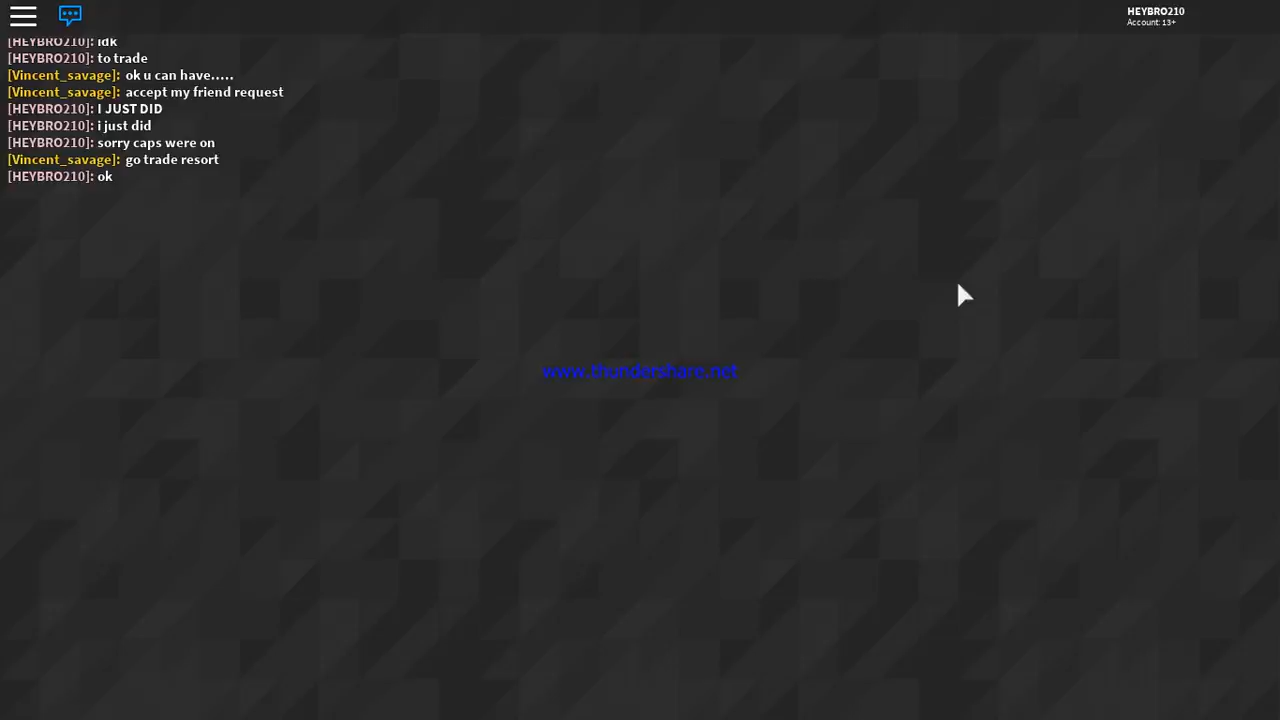 HEYBRO210
Account: 13+
[HEYBRO210]: idk
[HEYBRO210]: to trade
[Vincent_savage]: ok u can have.....
[Vincent_savage]: accept my friend request
[HEYBRO210]: I JUST DID
[HEYBRO210]: i just did
[HEYBRO210]: sorry caps were on
[Vincent_savage]: go trade resort
[HEYBRO210]: ok
www.thundershare.net